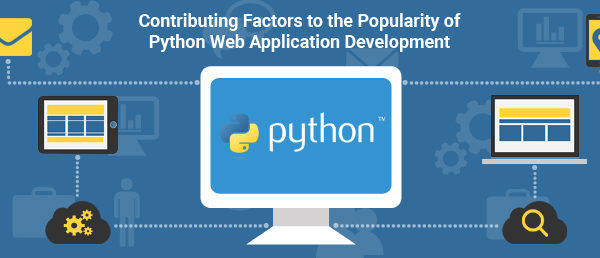 Contributing Factors to the Popularity of
Python Web Application Development
python™